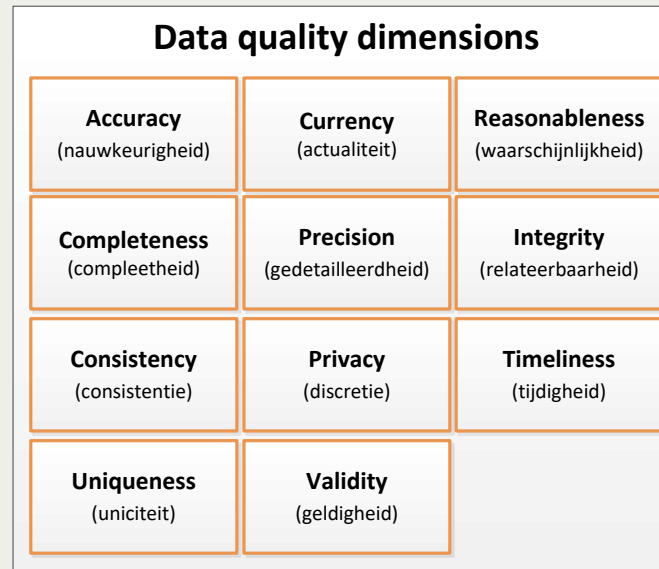 Data quality dimensions
Accuracy
(nauwkeurigheid)
Currency
(actualiteit)
Reasonableness
(waarschijnlijkheid)
Completeness
(compleetheid)
Precision
(gedetailleerdheid)
Integrity
(relateerbaarheid)
Consistency
(consistentie)
Privacy
(discretie)
Timeliness
(tijdigheid)
Uniqueness
(uniciteit)
Validity
(geldigheid)